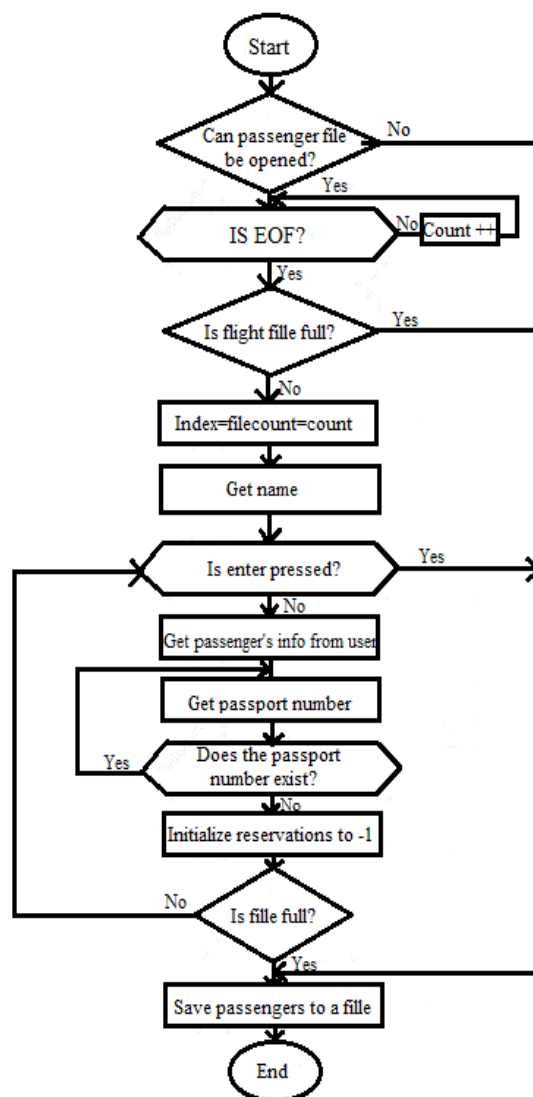 Start
Can passenger file
be opened?
No
Yes
IS EOF?
No
Count ++
Yes
Is flight fille full?
Yes
No
Index=filecount=count
Get name
Is enter pressed?
Yes
No
Get passenger's info from user
Get passport number
Does the passport
number exist?
Yes
No
Initialize reservations to -1
No
Is fille full?
Yes
Save passengers to a fille
End